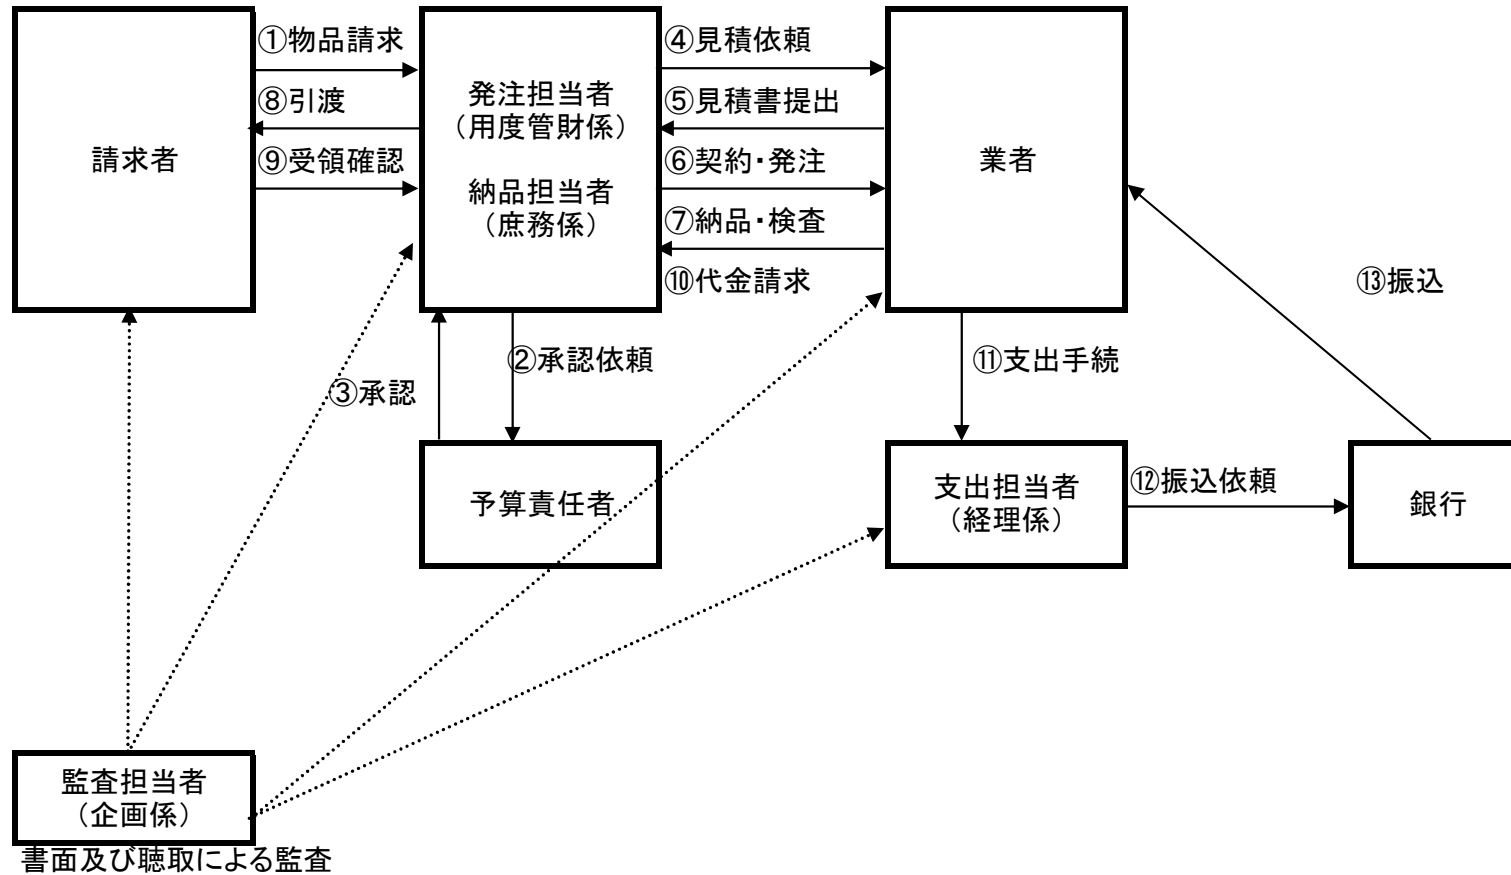 ①物品請求
⑧引渡
⑨受領確認
請求者
発注担当者
（用度管財係）
納品担当者
（庶務係）
④見積依頼
⑤見積書提出
⑥契約・発注
⑦納品・検査
⑩代金請求
業者
⑬振込
②承認依頼
③承認
⑪支出手続
予算責任者
支出担当者
（経理係）
⑫振込依頼
銀行
監査担当者
（企画係）
書面及び聴取による監査